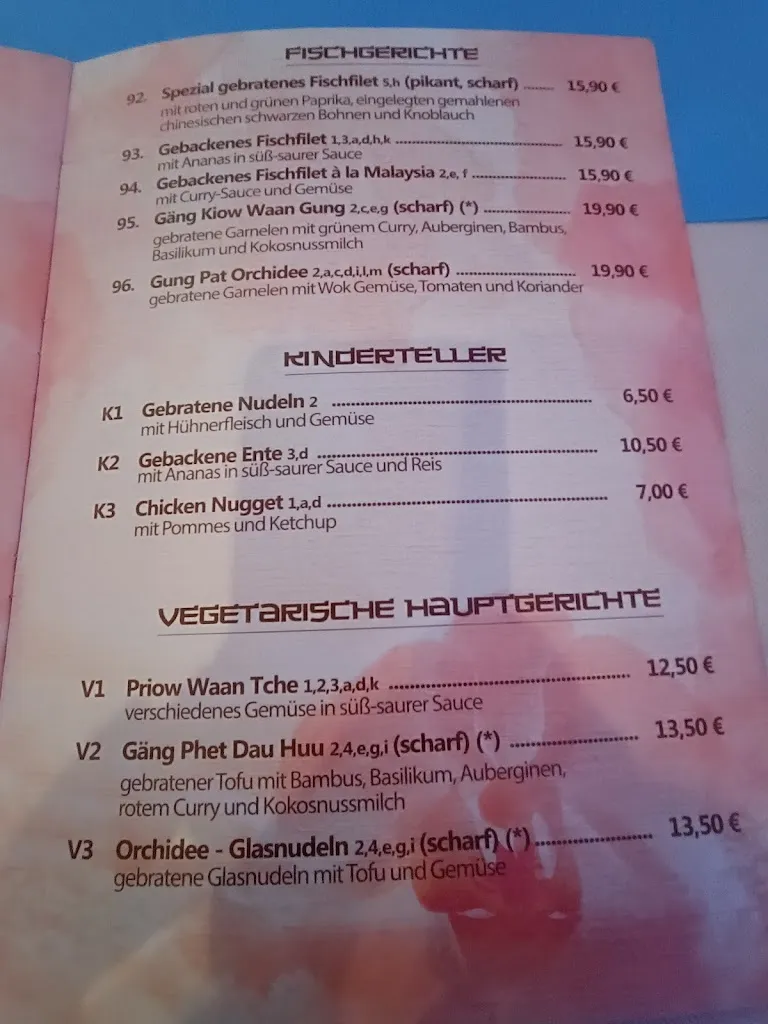 FISCHGERICHTE
92. Spezial gebratenes Fischfilet 5,h (pikant, scharf) ........ 15,90 €
mit roten und grünen Paprika, eingelegten gemahlenen
chinesischen schwarzen Bohnen und Knoblauch
93. Gebackenes Fischfilet 1,3,a,d,h,k ........ 15,90 €
mit Ananas in süß-saurer Sauce
94. Gebackenes Fischfilet à la Malaysia 2,e, f ........ 15,90 €
mit Curry-Sauce und Gemüse
95. Gäng Kiow Waan Gung 2,c,e,g (scharf) (*) ........ 19,90 €
gebratene Garnelen mit grünem Curry, Auberginen, Bambus,
Basilikum und Kokosnussmilch
96. Gung Pat Orchidee 2,a,c,d,i,l,m (scharf) ........ 19,90 €
gebratene Garnelen mit Wok Gemüse, Tomaten und Koriander
KINDERTELLER
K1 Gebratene Nudeln 2 ........ 6,50 €
mit Hühnerfleisch und Gemüse
K2 Gebackene Ente 3,d ........ 10,50 €
mit Ananas in süß-saurer Sauce und Reis
K3 Chicken Nugget 1,a,d ........ 7,00 €
mit Pommes und Ketchup
VEGETARISCHE HAUPTGERICHTE
V1 Priow Waan Tche 1,2,3,a,d,k ........ 12,50 €
verschiedenes Gemüse in süß-saurer Sauce
V2 Gäng Phet Dau Huu 2,4,e,g,i (scharf) (*) ........ 13,50 €
gebratener Tofu mit Bambus, Basilikum, Auberginen,
rotem Curry und Kokosnussmilch
V3 Orchidee - Glasnudeln 2,4,e,g,i (scharf) (*) ........ 13,50 €
gebratene Glasnudeln mit Tofu und Gemüse